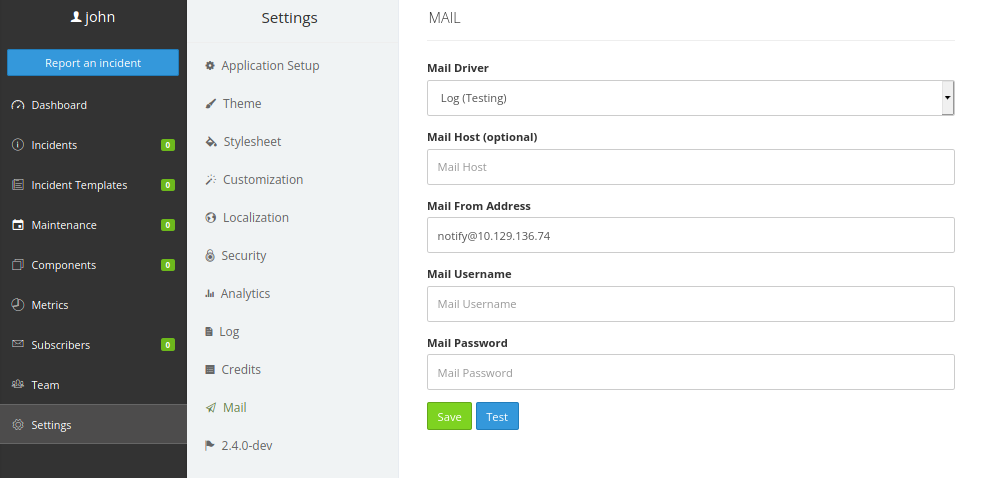 john
Report an incident
Dashboard
Incidents 0
Incident Templates 0
Maintenance 0
Components 0
Metrics
Subscribers 0
Team
Settings
Settings
Application Setup
Theme
Stylesheet
Customization
Localization
Security
Analytics
Log
Credits
Mail
2.4.0-dev
MAIL
Mail Driver
Log (Testing)
Mail Host (optional)
Mail Host
Mail From Address
notify@10.129.136.74
Mail Username
Mail Username
Mail Password
Mail Password
Save Test